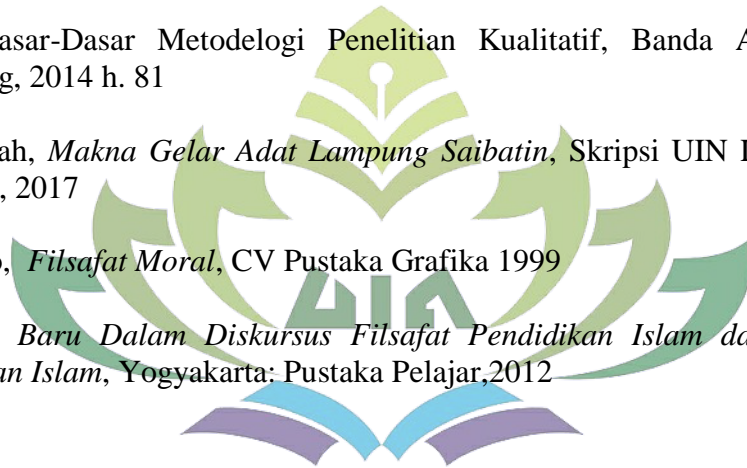 asar-Dasar Metodelogi Penelitian Kualitatif, Banda A
g, 2014 h. 81
ah, Makna Gelar Adat Lampung Saibatin, Skripsi UIN
, 2017
, Filsafat Moral, CV Pustaka Grafika 1999
Baru Dalam Diskursus Filsafat Pendidikan Islam da
an Islam, Yogyakarta: Pustaka Pelajar,2012
UIN